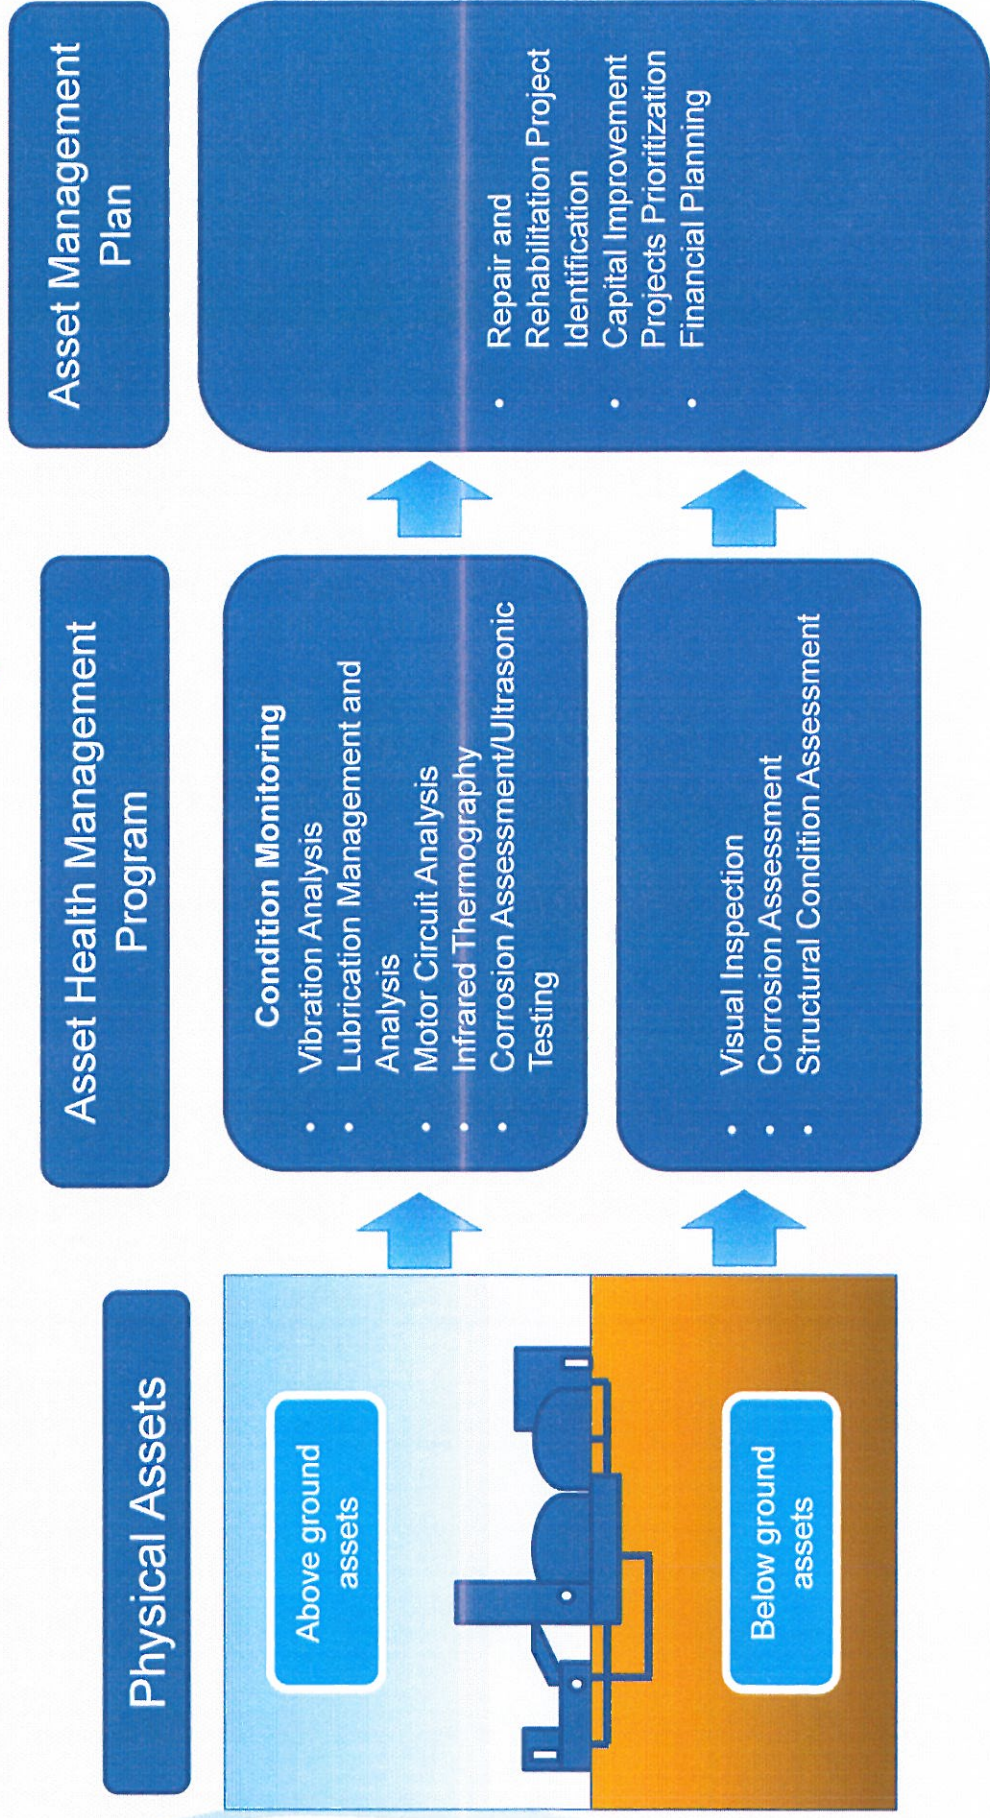 Physical Assets
Above ground
assets
Below ground
assets
Asset Health Management
Program
Condition Monitoring
• Vibration Analysis
• Lubrication Management and
Analysis
• Motor Circuit Analysis
• Infrared Thermography
• Corrosion Assessment/Ultrasonic
Testing
• Visual Inspection
• Corrosion Assessment
• Structural Condition Assessment
Asset Management
Plan
• Repair and
Rehabilitation Project
Identification
• Capital Improvement
Projects Prioritization
• Financial Planning